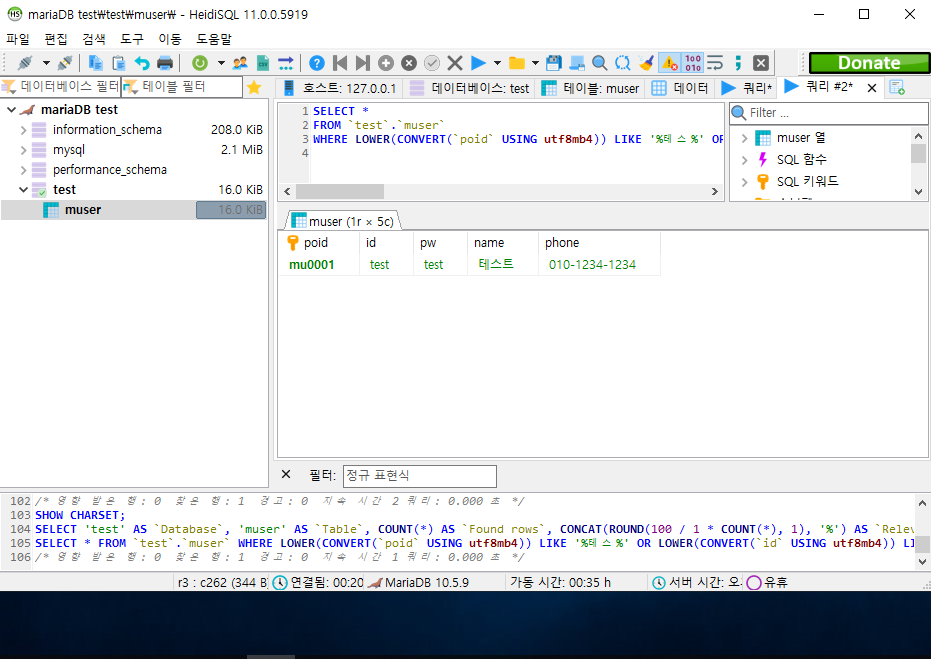 mariaDB test₩test₩muser₩ - HeidiSQL 11.0.0.5919
파일 편집 검색 도구 이동 도움말
Donate
데이터베이스 필터 테이블 필터
호스트: 127.0.0.1 데이터베이스: test 테이블: muser 데이터 쿼리* 쿼리 #2*
mariaDB test
information_schema 208.0 KiB
mysql 2.1 MiB
performance_schema
test 16.0 KiB
muser 16.0 KiB
1 SELECT *
2 FROM `test`.`muser`
3 WHERE LOWER(CONVERT(`poid` USING utf8mb4)) LIKE '%테스%' OR
4
Filter ...
muser 열
SQL 함수
SQL 키워드
muser (1r × 5c)
poid id pw name phone
mu0001 test test 테스트 010-1234-1234
필터: 정규 표현식
102 /* 영향 받은 행: 0 찾은 행: 1 경고: 0 지속 시간 2 쿼리: 0.000 초 */
103 SHOW CHARSET;
104 SELECT 'test' AS `Database`, 'muser' AS `Table`, COUNT(*) AS `Found rows`, CONCAT(ROUND(100 / 1 * COUNT(*), 1), '%') AS `Relev
105 SELECT * FROM `test`.`muser` WHERE LOWER(CONVERT(`poid` USING utf8mb4)) LIKE '%테스%' OR LOWER(CONVERT(`id` USING utf8mb4)) LI
106 /* 영향 받은 행: 0 찾은 행: 1 경고: 0 지속 시간 1 쿼리: 0.000 초 */
r3 : c262 (344 B) 연결됨: 00:20 MariaDB 10.5.9 가동 시간: 00:35 h 서버 시간: 오 유휴